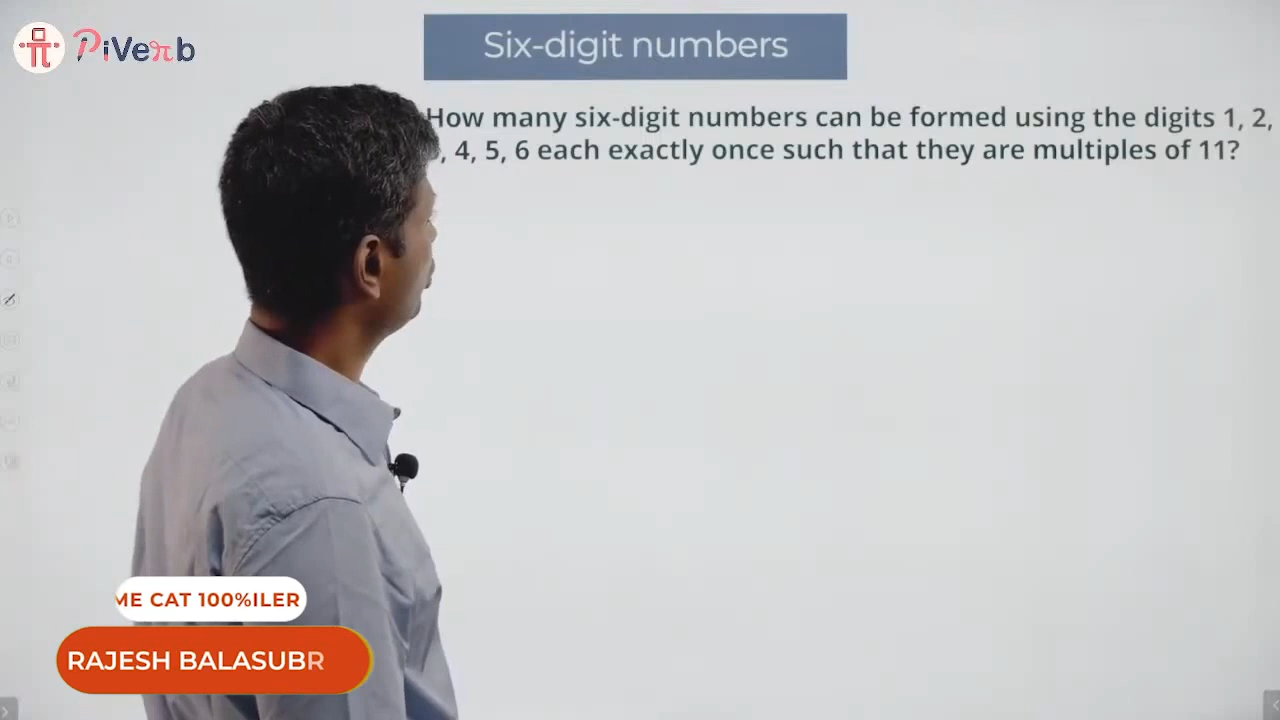 PiVerb
Six-digit numbers
How many six-digit numbers can be formed using the digits 1, 2,
, 4, 5, 6 each exactly once such that they are multiples of 11?
ME CAT 100%ILER
RAJESH BALASUBR